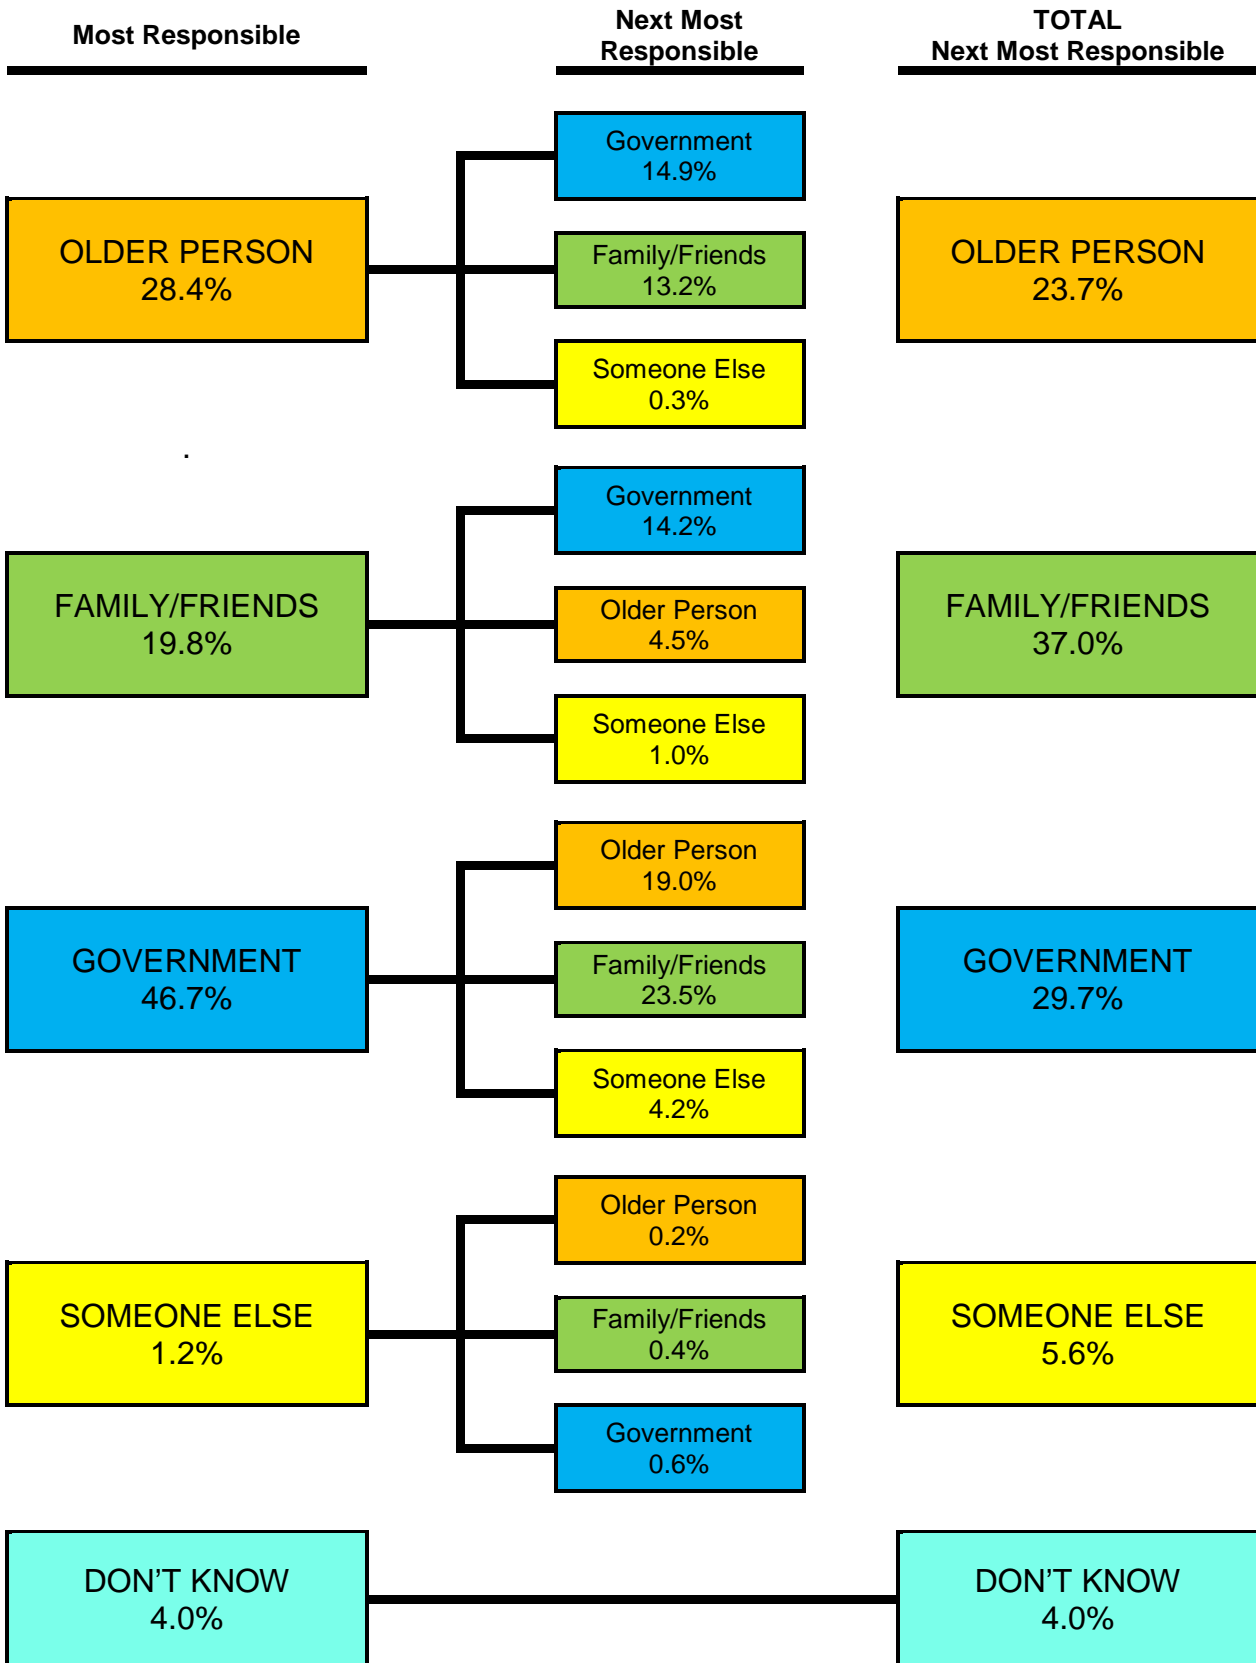 Most Responsible
Next Most
Responsible
TOTAL
Next Most Responsible
OLDER PERSON
28.4%
Government
14.9%
Family/Friends
13.2%
Someone Else
0.3%
OLDER PERSON
23.7%
.
FAMILY/FRIENDS
19.8%
Government
14.2%
Older Person
4.5%
Someone Else
1.0%
FAMILY/FRIENDS
37.0%
GOVERNMENT
46.7%
Older Person
19.0%
Family/Friends
23.5%
Someone Else
4.2%
GOVERNMENT
29.7%
SOMEONE ELSE
1.2%
Older Person
0.2%
Family/Friends
0.4%
Government
0.6%
SOMEONE ELSE
5.6%
DON’T KNOW
4.0%
DON’T KNOW
4.0%